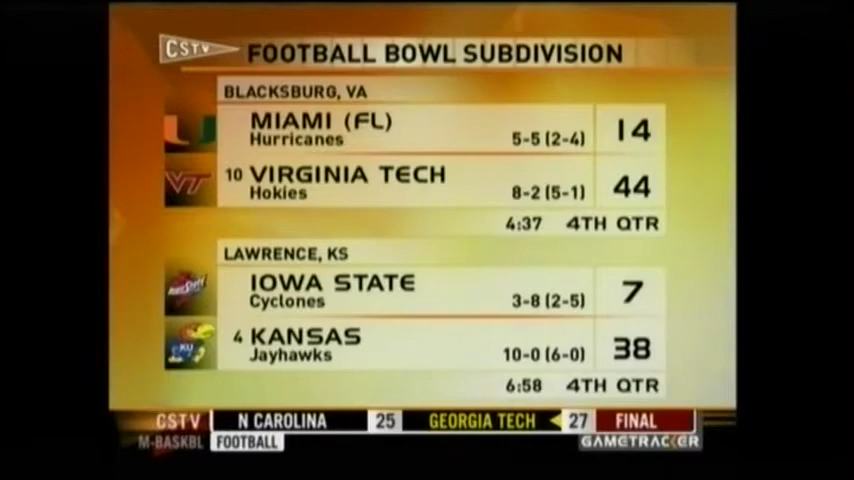 CSTV FOOTBALL BOWL SUBDIVISION
BLACKSBURG, VA
MIAMI (FL)
Hurricanes 5-5 (2-4) 14
10 VIRGINIA TECH
Hokies 8-2 (5-1) 44
VT
4:37 4TH QTR
LAWRENCE, KS
IOWA STATE
Cyclones 3-8 (2-5) 7
4 KANSAS
Jayhawks 10-0 (6-0) 38
KU
6:58 4TH QTR
CSTV N CAROLINA 25 GEORGIA TECH 27 FINAL
M-BASKBL FOOTBALL GAMETRACKER